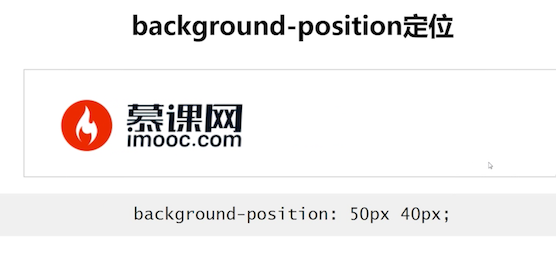 background-position定位
慕课网
imooc.com
background-position: 50px 40px;